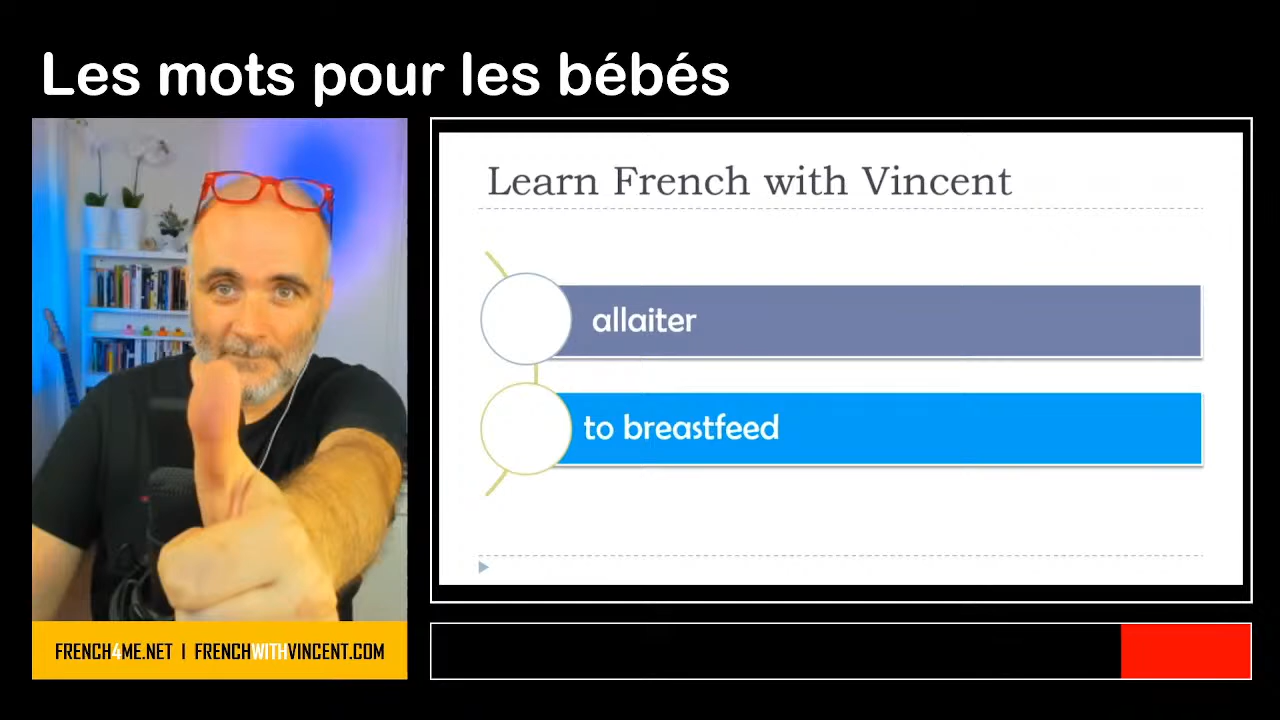 Les mots pour les bébés
Learn French with Vincent
allaiter
to breastfeed
FRENCH4ME.NET | FRENCHWITHVINCENT.COM